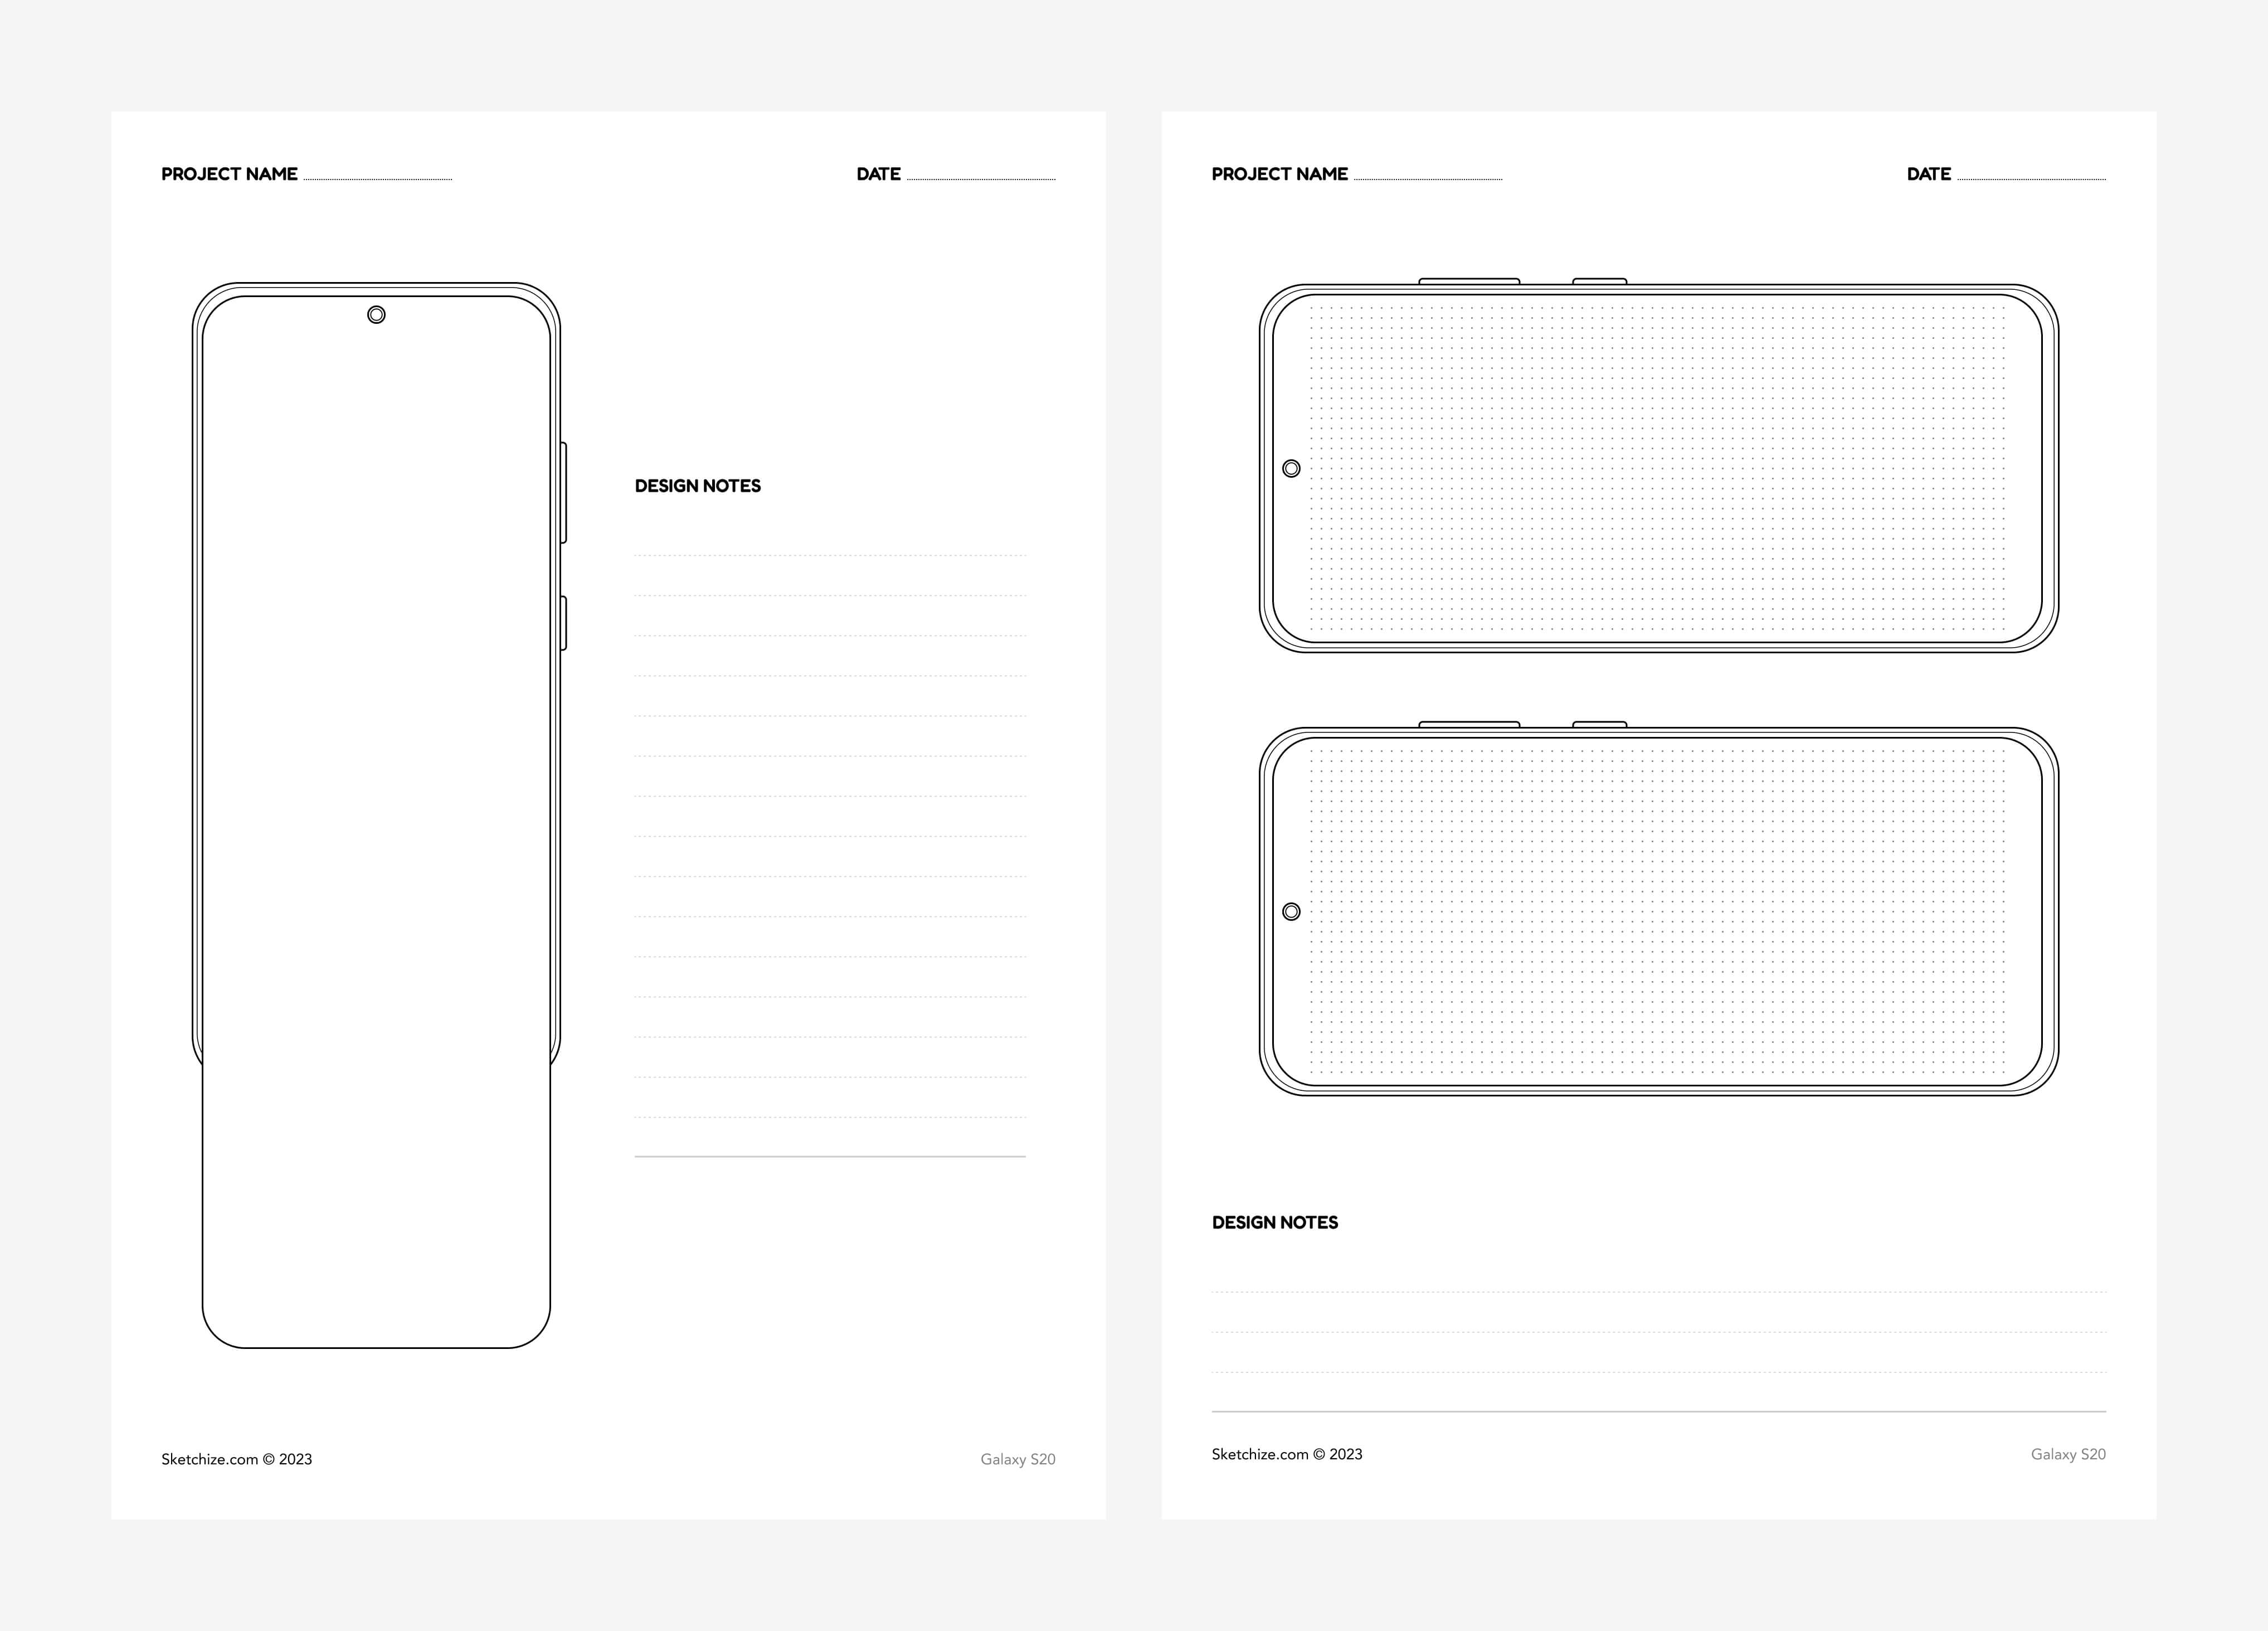 PROJECT NAME
DATE
DESIGN NOTES
Sketchize.com © 2023
Galaxy S20
PROJECT NAME
DATE
DESIGN NOTES
Sketchize.com © 2023
Galaxy S20